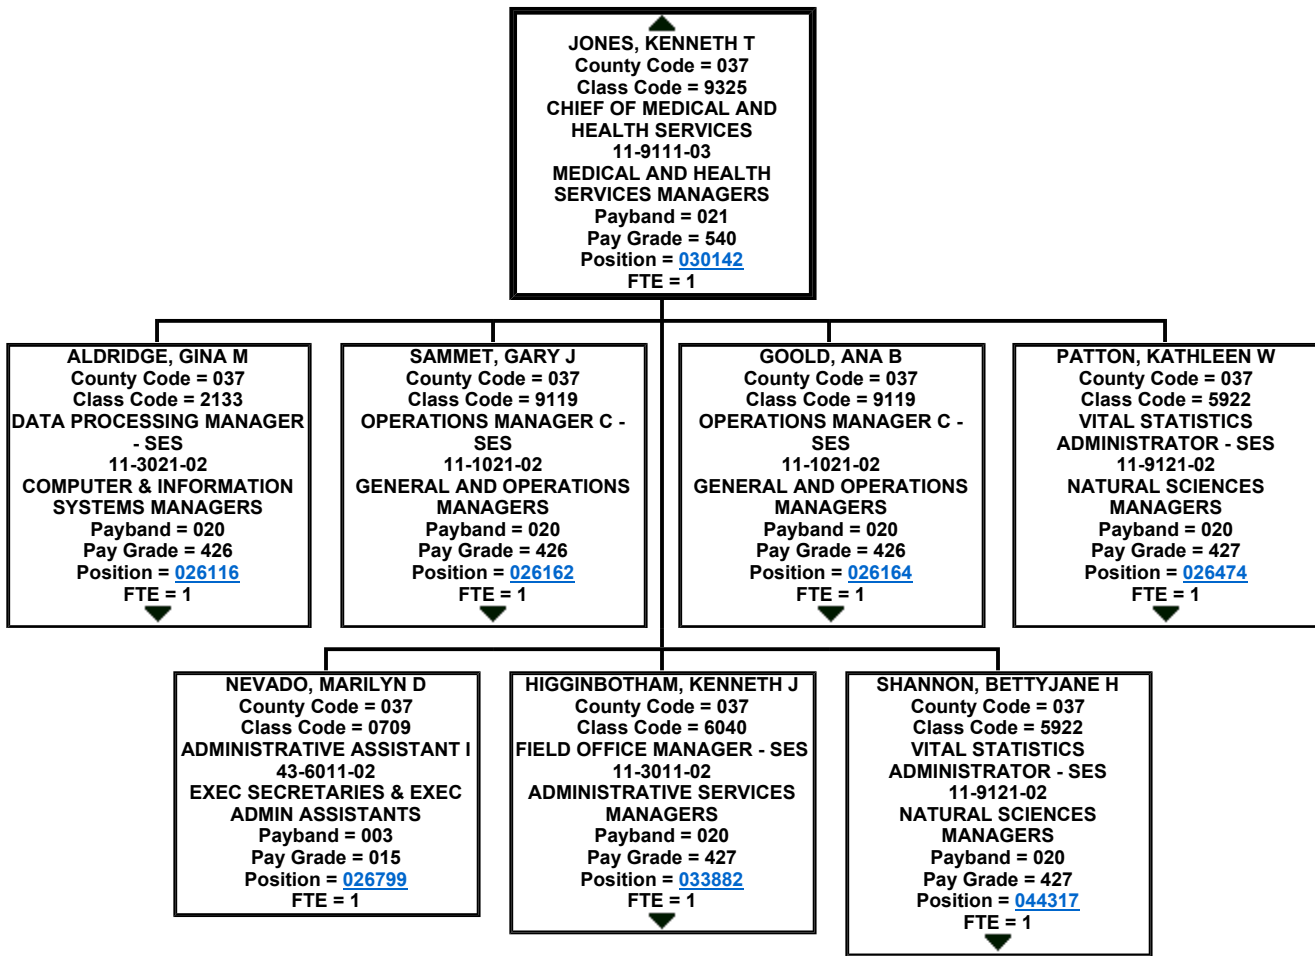 JONES, KENNETH T
County Code = 037
Class Code = 9325
CHIEF OF MEDICAL AND
HEALTH SERVICES
11-9111-03
MEDICAL AND HEALTH
SERVICES MANAGERS
Payband = 021
Pay Grade = 540
Position = 030142
FTE = 1
ALDRIDGE, GINA M
County Code = 037
Class Code = 2133
DATA PROCESSING MANAGER
- SES
11-3021-02
COMPUTER & INFORMATION
SYSTEMS MANAGERS
Payband = 020
Pay Grade = 426
Position = 026116
FTE = 1
SAMMET, GARY J
County Code = 037
Class Code = 9119
OPERATIONS MANAGER C -
SES
11-1021-02
GENERAL AND OPERATIONS
MANAGERS
Payband = 020
Pay Grade = 426
Position = 026162
FTE = 1
GOOLD, ANA B
County Code = 037
Class Code = 9119
OPERATIONS MANAGER C -
SES
11-1021-02
GENERAL AND OPERATIONS
MANAGERS
Payband = 020
Pay Grade = 426
Position = 026164
FTE = 1
PATTON, KATHLEEN W
County Code = 037
Class Code = 5922
VITAL STATISTICS
ADMINISTRATOR - SES
11-9121-02
NATURAL SCIENCES
MANAGERS
Payband = 020
Pay Grade = 427
Position = 026474
FTE = 1
NEVADO, MARILYN D
County Code = 037
Class Code = 0709
ADMINISTRATIVE ASSISTANT I
43-6011-02
EXEC SECRETARIES & EXEC
ADMIN ASSISTANTS
Payband = 003
Pay Grade = 015
Position = 026799
FTE = 1
HIGGINBOTHAM, KENNETH J
County Code = 037
Class Code = 6040
FIELD OFFICE MANAGER - SES
11-3011-02
ADMINISTRATIVE SERVICES
MANAGERS
Payband = 020
Pay Grade = 427
Position = 033882
FTE = 1
SHANNON, BETTYJANE H
County Code = 037
Class Code = 5922
VITAL STATISTICS
ADMINISTRATOR - SES
11-9121-02
NATURAL SCIENCES
MANAGERS
Payband = 020
Pay Grade = 427
Position = 044317
FTE = 1